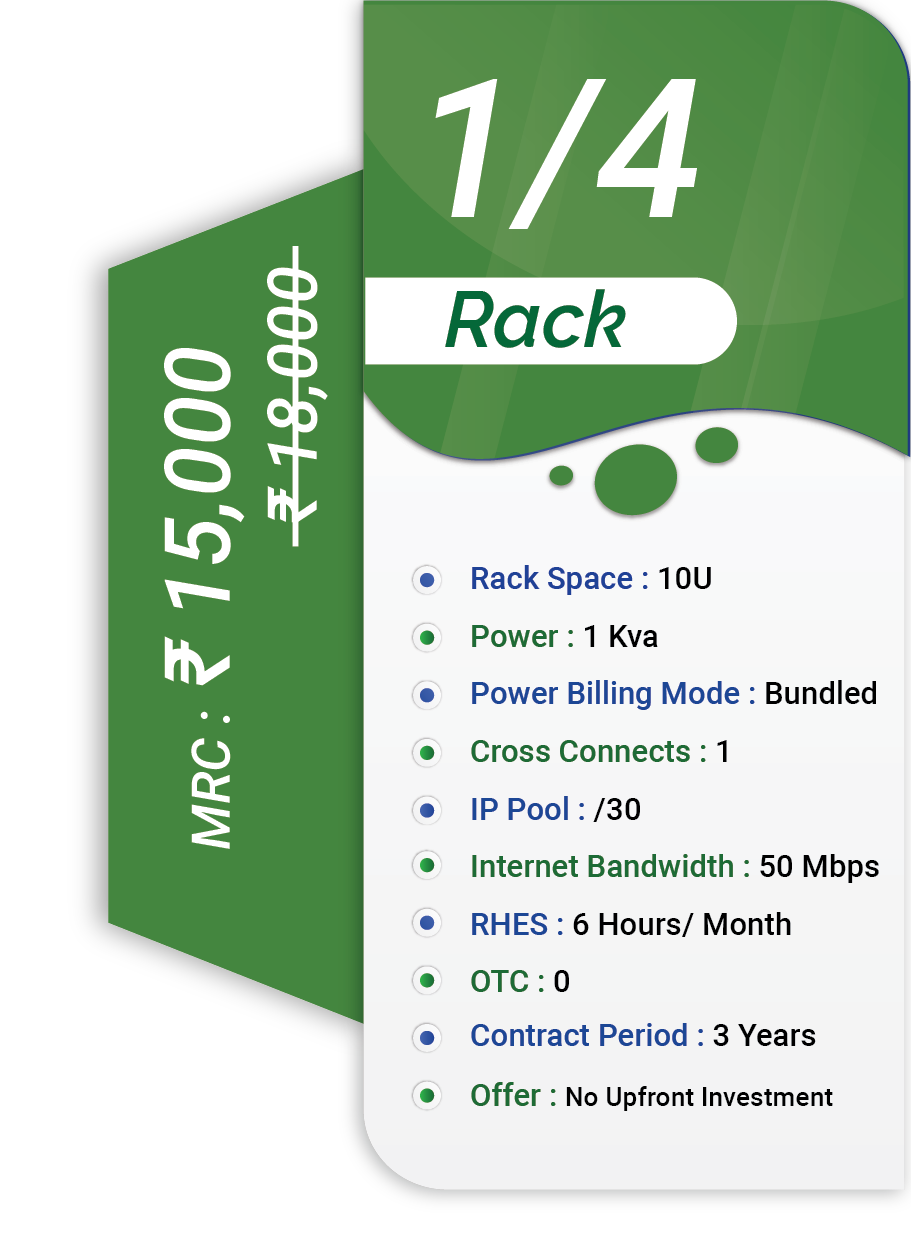 1/4
Rack
MRC : ₹ 15,000
₹ 18,000
Rack Space : 10U
Power : 1 Kva
Power Billing Mode : Bundled
Cross Connects : 1
IP Pool : /30
Internet Bandwidth : 50 Mbps
RHES : 6 Hours/ Month
OTC : 0
Contract Period : 3 Years
Offer : No Upfront Investment